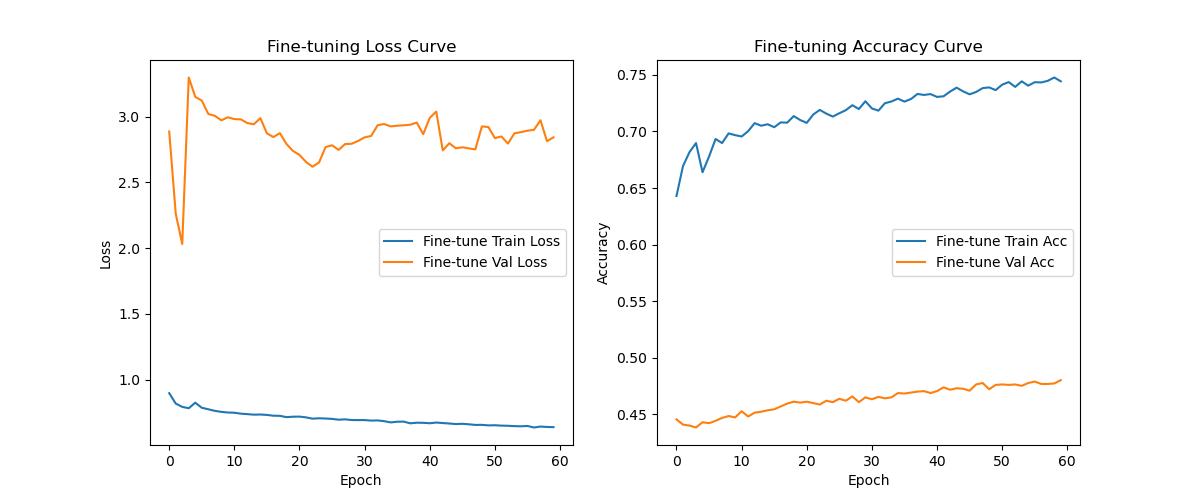 Fine-tuning Loss Curve
Loss
3.0
2.5
2.0
1.5
1.0
Fine-tune Train Loss
Fine-tune Val Loss
0 10 20 30 40 50 60
Epoch
Fine-tuning Accuracy Curve
Accuracy
0.75
0.70
0.65
0.60
0.55
0.50
0.45
Fine-tune Train Acc
Fine-tune Val Acc
0 10 20 30 40 50 60
Epoch